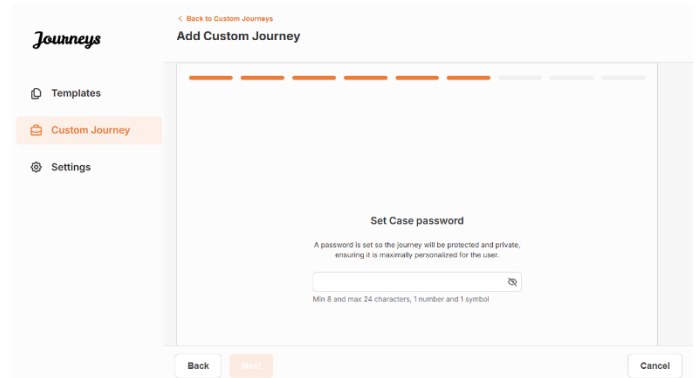 < Back to Custom Journeys
Journeys
Add Custom Journey
Templates
Custom Journey
Settings
Set Case password
A password is set so the journey will be protected and private,
ensuring it is maximally personalized for the user.
Min 8 and max 24 characters, 1 number and 1 symbol
Back
Next
Cancel